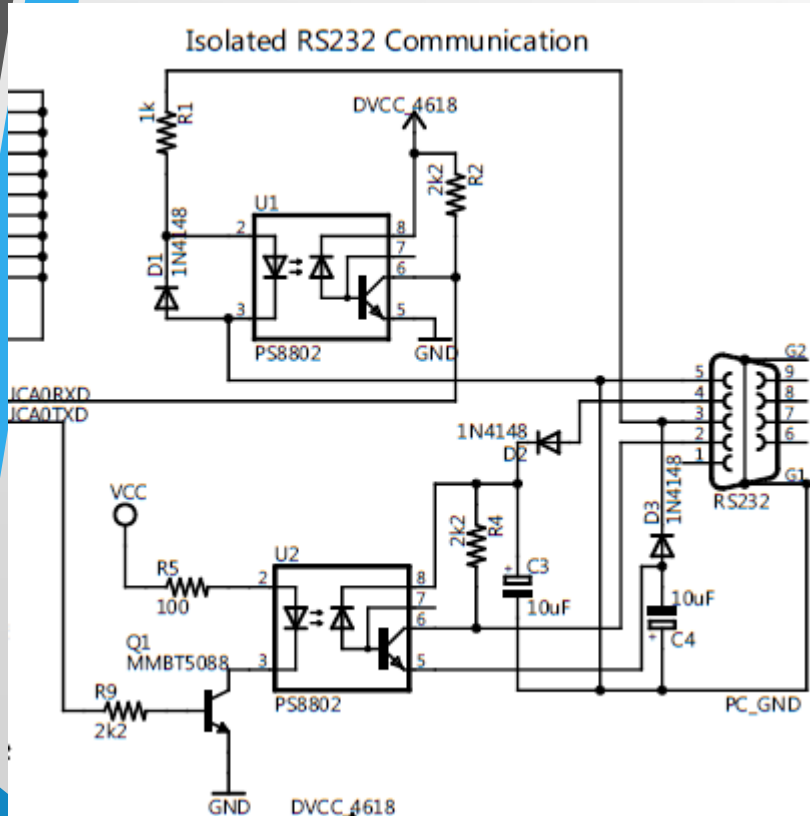 Isolated RS232 Communication
1k
R1
DVCC_4618
2k2
R2
U1
D1
1N4148
2
3
8
7
6
5
PS8802
GND
G2
5
4
3
2
1
9
8
7
6
G1
RS232
UCA0RXD
UCA0TXD
1N4148
D2
D3
1N4148
VCC
R5
100
U2
2
3
8
7
6
5
PS8802
2k2
R4
+
C3
10uF
10uF
+
C4
PC_GND
Q1
MMBT5088
R9
2k2
GND
DVCC_4618